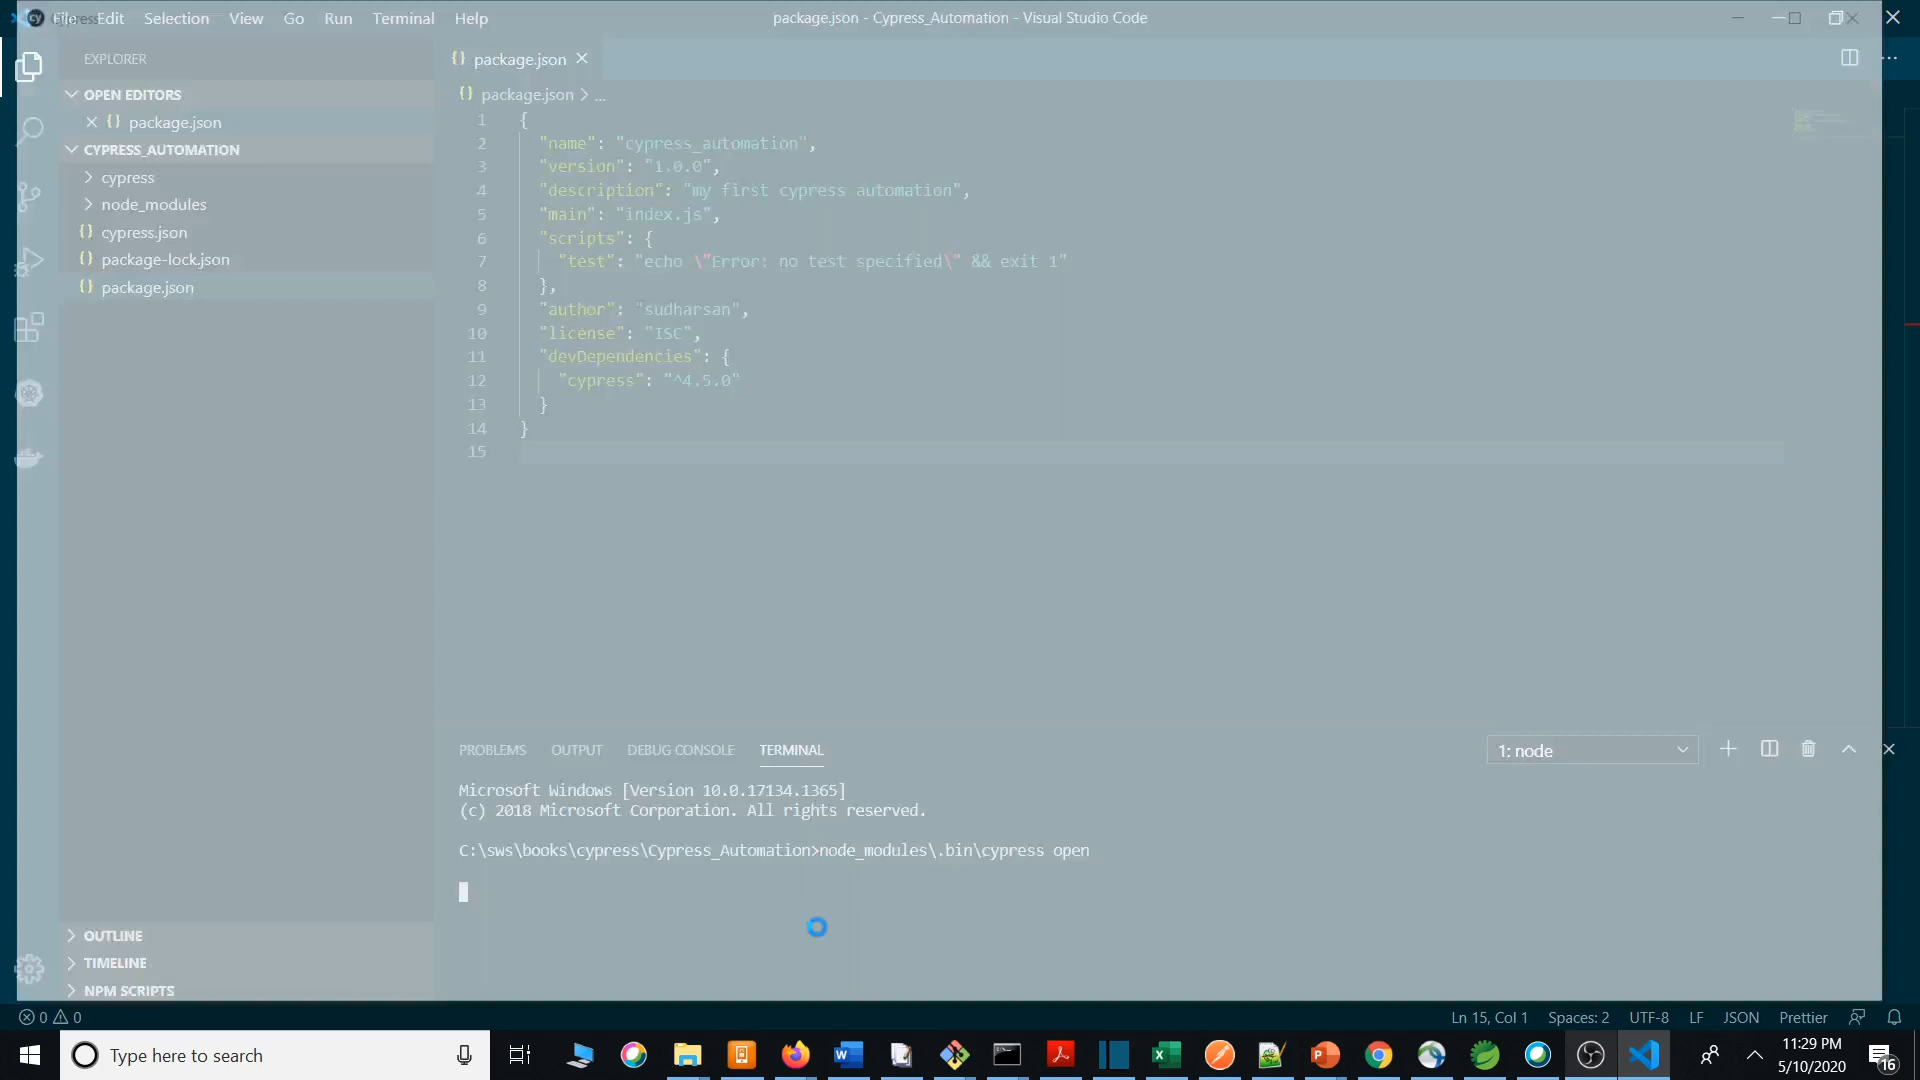 Cypress
File Edit Selection View Go Run Terminal Help
package.json - Cypress_Automation - Visual Studio Code
EXPLORER
OPEN EDITORS
package.json
CYPRESS_AUTOMATION
cypress
node_modules
cypress.json
package-lock.json
package.json
OUTLINE
TIMELINE
NPM SCRIPTS
package.json
package.json > ...
1 {
2 "name": "cypress_automation",
3 "version": "1.0.0",
4 "description": "my first cypress automation",
5 "main": "index.js",
6 "scripts": {
7 "test": "echo \"Error: no test specified\" && exit 1"
8 },
9 "author": "sudharsan",
10 "license": "ISC",
11 "devDependencies": {
12 "cypress": "^4.5.0"
13 }
14 }
15
PROBLEMS OUTPUT DEBUG CONSOLE TERMINAL 1: node
Microsoft Windows [Version 10.0.17134.1365]
(c) 2018 Microsoft Corporation. All rights reserved.
C:\sws\books\cypress\Cypress_Automation>node_modules\.bin\cypress open
0 0 Ln 15, Col 1 Spaces: 2 UTF-8 LF JSON Prettier
Type here to search
11:29 PM
5/10/2020
16